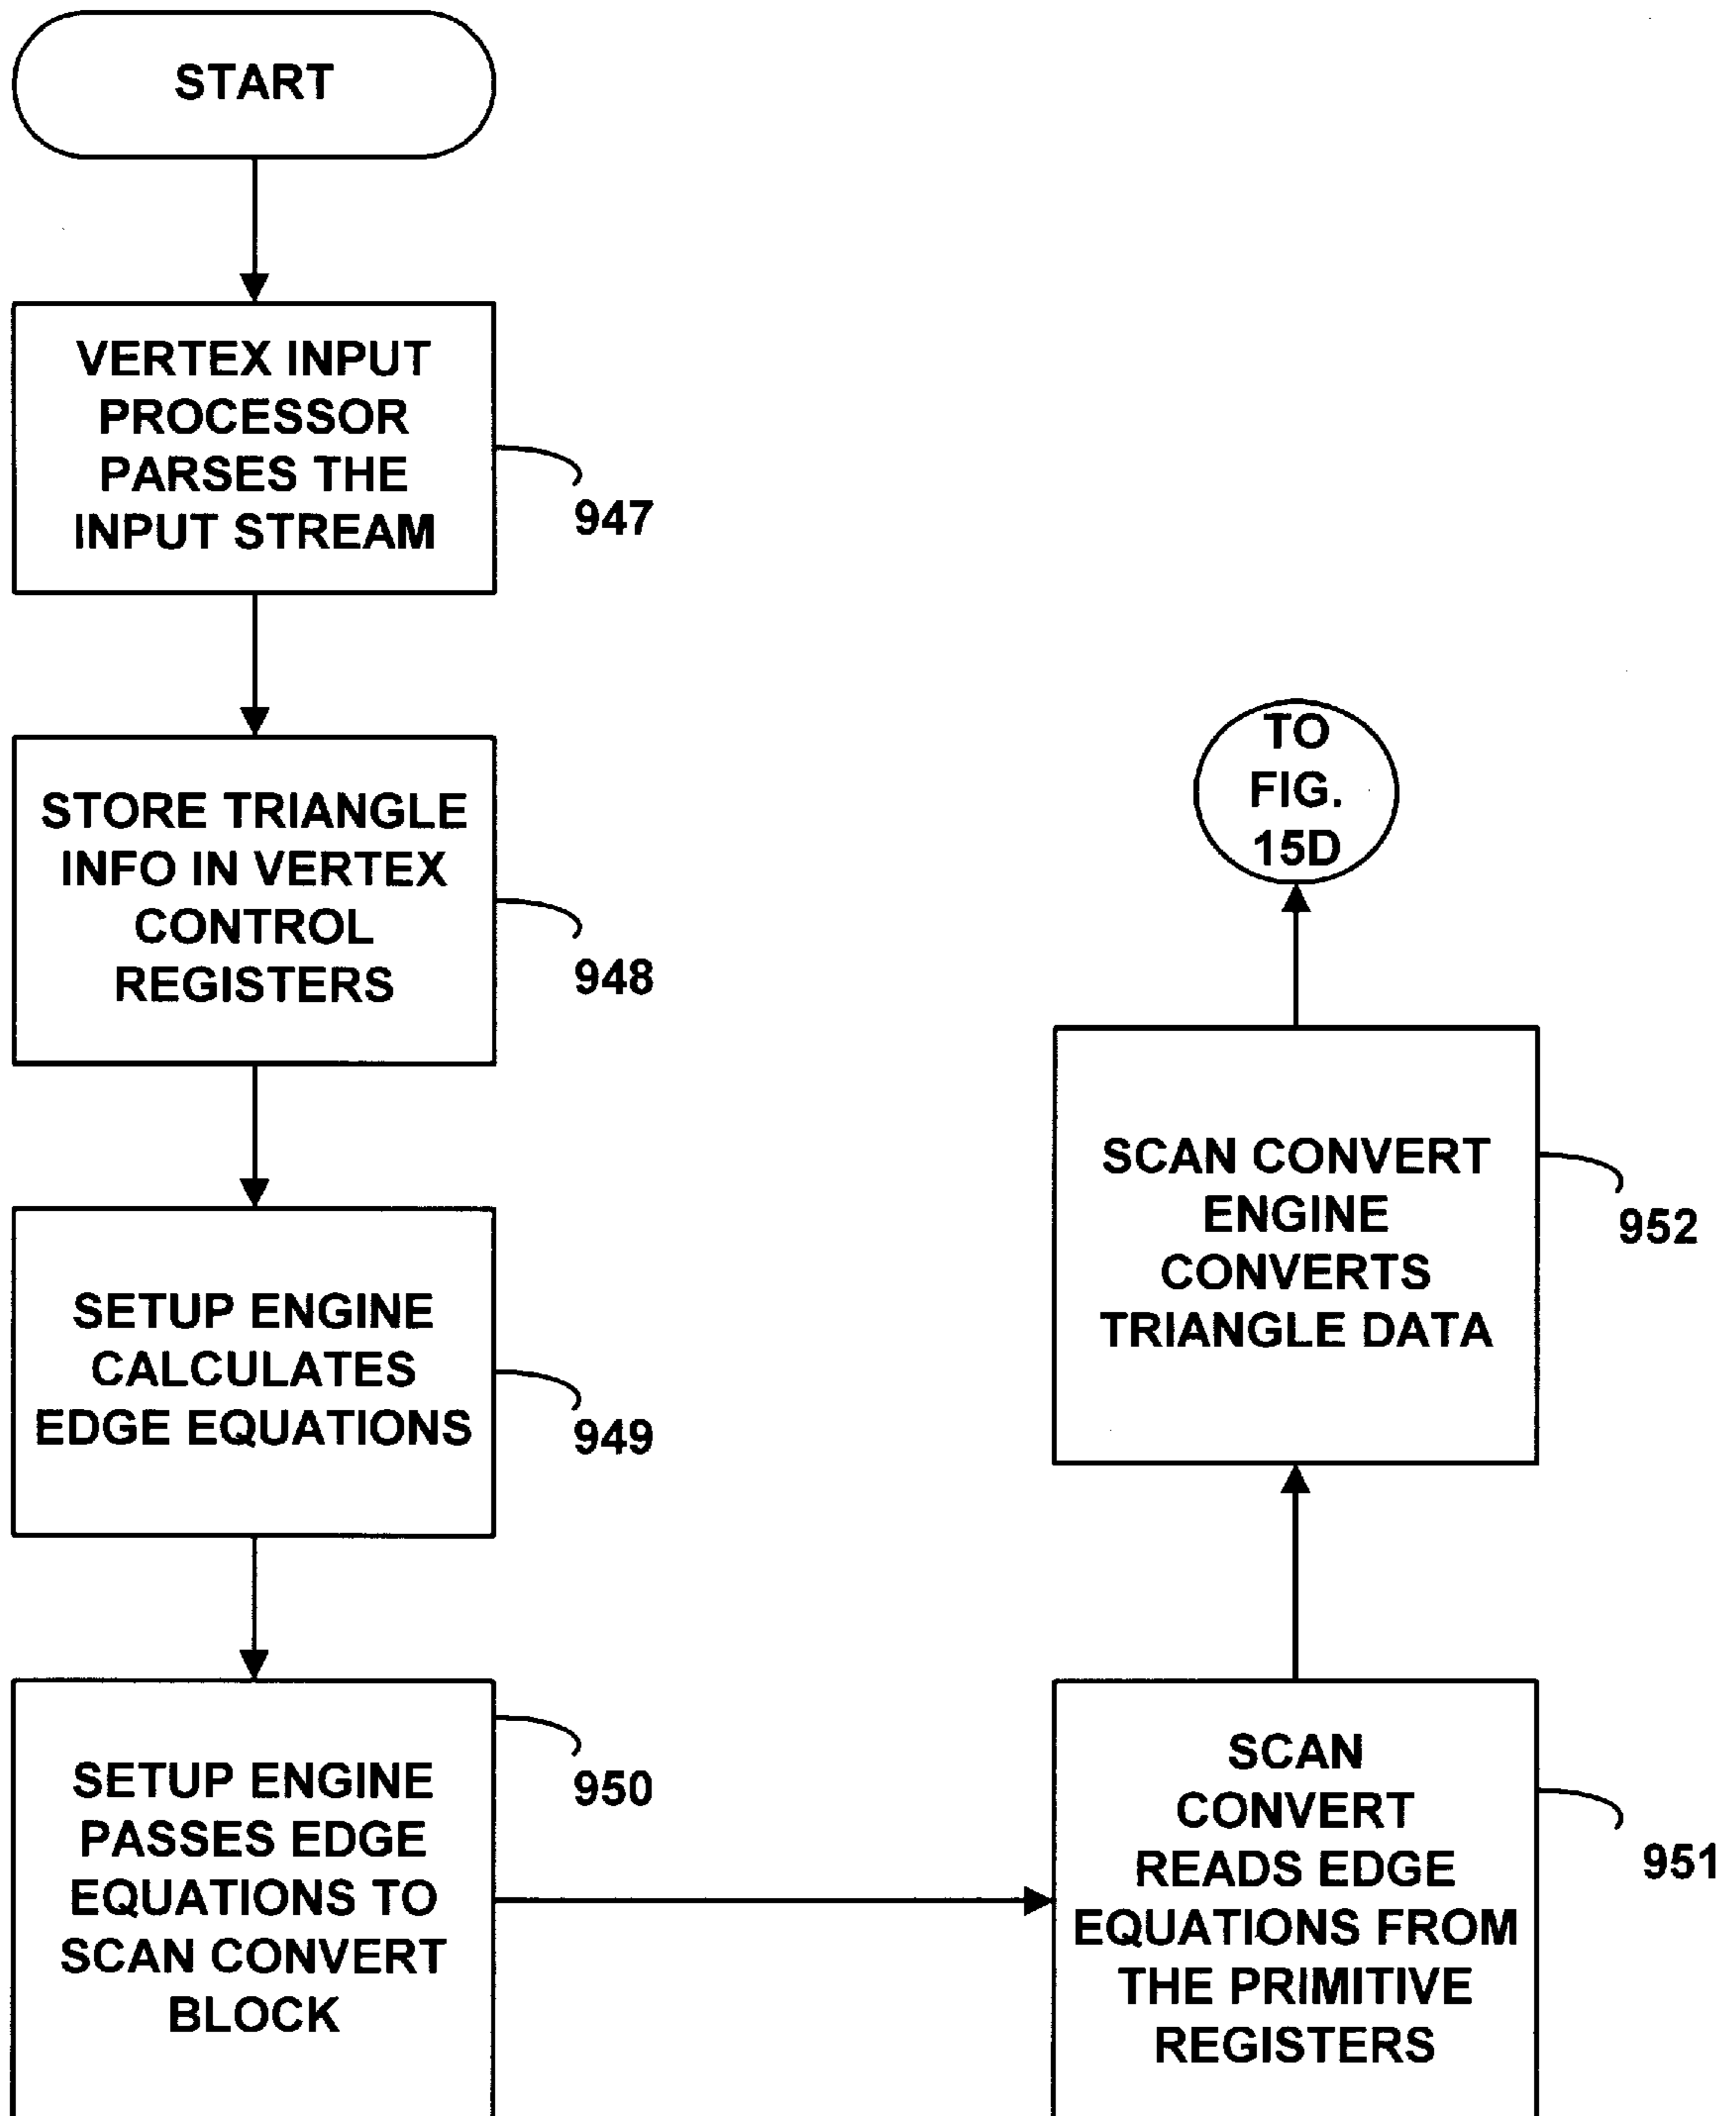 START
VERTEX INPUT
PROCESSOR
PARSES THE
INPUT STREAM
947
STORE TRIANGLE
INFO IN VERTEX
CONTROL
REGISTERS
948
SETUP ENGINE
CALCULATES
EDGE EQUATIONS
949
SETUP ENGINE
PASSES EDGE
EQUATIONS TO
SCAN CONVERT
BLOCK
950
SCAN
CONVERT
READS EDGE
EQUATIONS FROM
THE PRIMITIVE
REGISTERS
951
SCAN CONVERT
ENGINE
CONVERTS
TRIANGLE DATA
952
TO
FIG.
15D